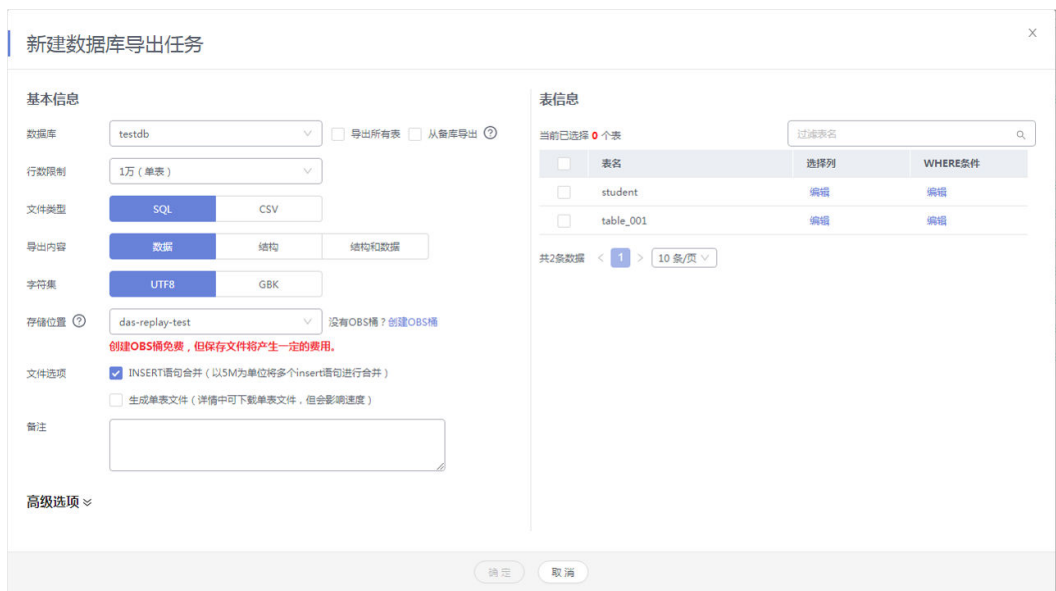 新建数据库导出任务
基本信息
数据库 testdb 导出所有表 从备库导出
行数限制 1万（单表）
文件类型 SQL CSV
导出内容 数据 结构 结构和数据
字符集 UTF8 GBK
存储位置 das-replay-test 没有OBS桶？创建OBS桶
创建OBS桶免费，但保存文件将产生一定的费用。
文件选项 INSERT语句合并（以5M为单位将多个insert语句进行合并）
生成单表文件（详情中可下载单表文件，但会影响速度）
备注
高级选项
表信息
当前已选择 0 个表 过滤表名
表名 选择列 WHERE条件
student 编辑 编辑
table_001 编辑 编辑
共2条数据 < 1 > 10 条/页
确定 取消